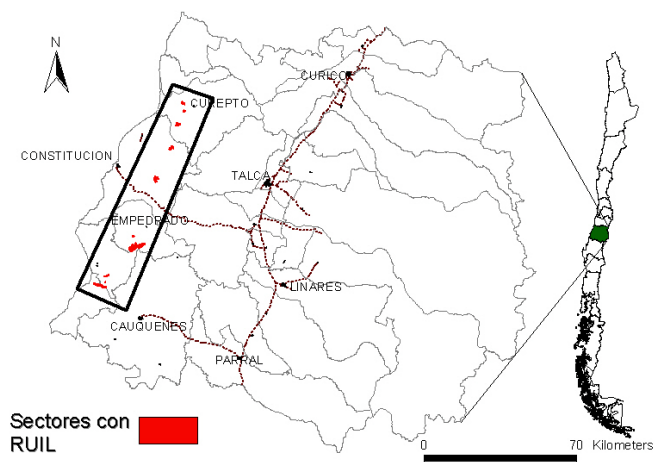 N
CURICO
CUREPTO
CONSTITUCION
TALCA
EMPEDRADO
LINARES
CAUQUENES
PARRAL
Sectores con
RUIL
0 70 Kilometers